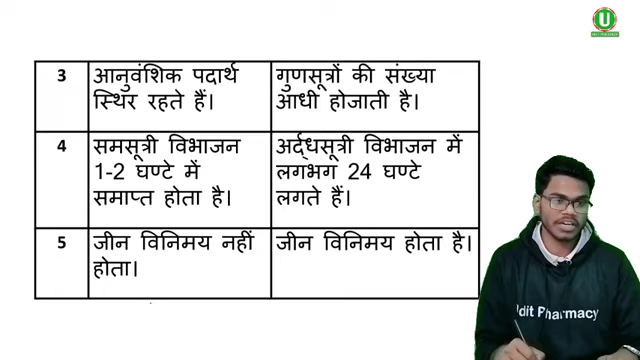 3
आनुवंशिक पदार्थ
स्थिर रहते हैं।
गुणसूत्रों की संख्या
आधी होजाती है।
4
समसूत्री विभाजन
1-2 घण्टे में
समाप्त होता है।
अर्द्धसूत्री विभाजन में
लगभग 24 घण्टे
लगते हैं।
5
जीन विनिमय नहीं
होता।
जीन विनिमय होता है।
U
dit Pharmacy